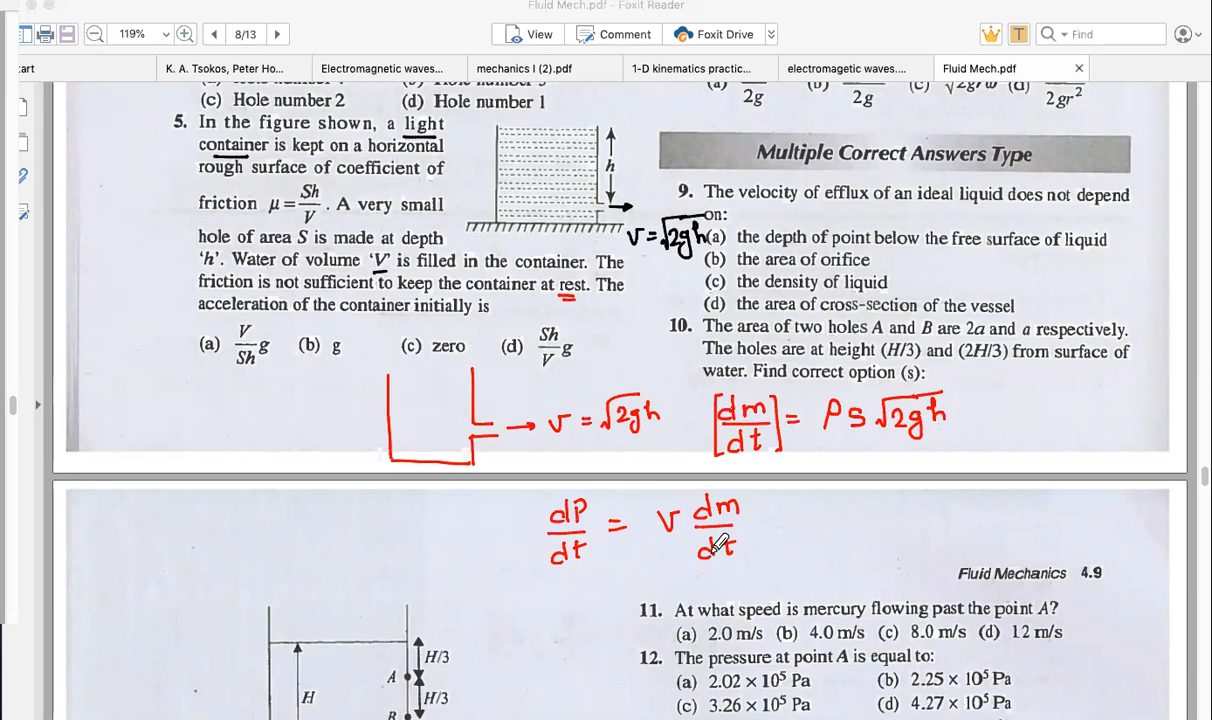 Fluid Mech.pdf - Foxit Reader
119%
8/13
View
Comment
Foxit Drive
T
Find
tart
K. A. Tsokos, Peter Ho...
Electromagnetic waves...
mechanics I (2).pdf
1-D kinematics practic...
electromagetic waves....
Fluid Mech.pdf
(c) Hole number 2 (d) Hole number 1
5. In the figure shown, a light
container is kept on a horizontal
rough surface of coefficient of
friction μ = Sh/V. A very small
hole of area S is made at depth
'h'. Water of volume 'V' is filled in the container. The
friction is not sufficient to keep the container at rest. The
acceleration of the container initially is
(a) V/Sh g (b) g (c) zero (d) Sh/V g
h
v = √2gh
v = √2gh
[dm/dt] = ρS√2gh
(a) 2g (b) 2g (c) √2grw (d) 2gr²
Multiple Correct Answers Type
9. The velocity of efflux of an ideal liquid does not depend
on:
(a) the depth of point below the free surface of liquid
(b) the area of orifice
(c) the density of liquid
(d) the area of cross-section of the vessel
10. The area of two holes A and B are 2a and a respectively.
The holes are at height (H/3) and (2H/3) from surface of
water. Find correct option (s):
dP/dt = v dm/dt
Fluid Mechanics 4.9
H/3
A
H
H/3
B
11. At what speed is mercury flowing past the point A?
(a) 2.0 m/s (b) 4.0 m/s (c) 8.0 m/s (d) 12 m/s
12. The pressure at point A is equal to:
(a) 2.02 × 10⁵ Pa (b) 2.25 × 10⁵ Pa
(c) 3.26 × 10⁵ Pa (d) 4.27 × 10⁵ Pa